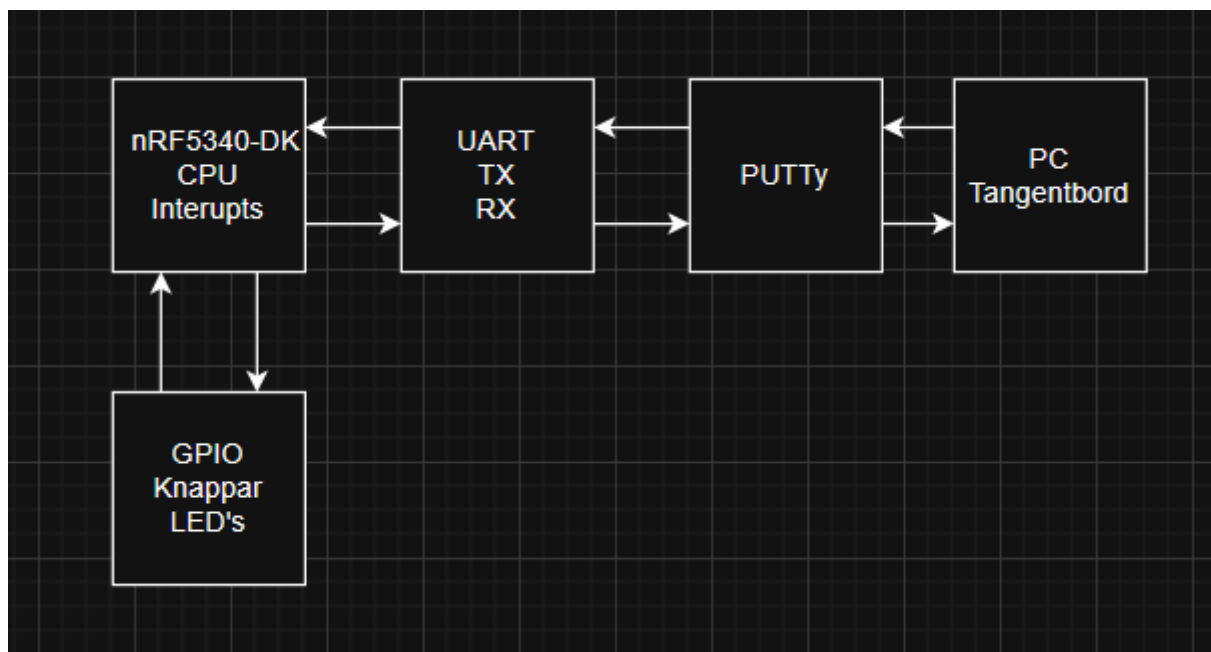 nRF5340-DK
CPU
Interupts
UART
TX
RX
PUTTy
PC
Tangentbord
GPIO
Knappar
LED's